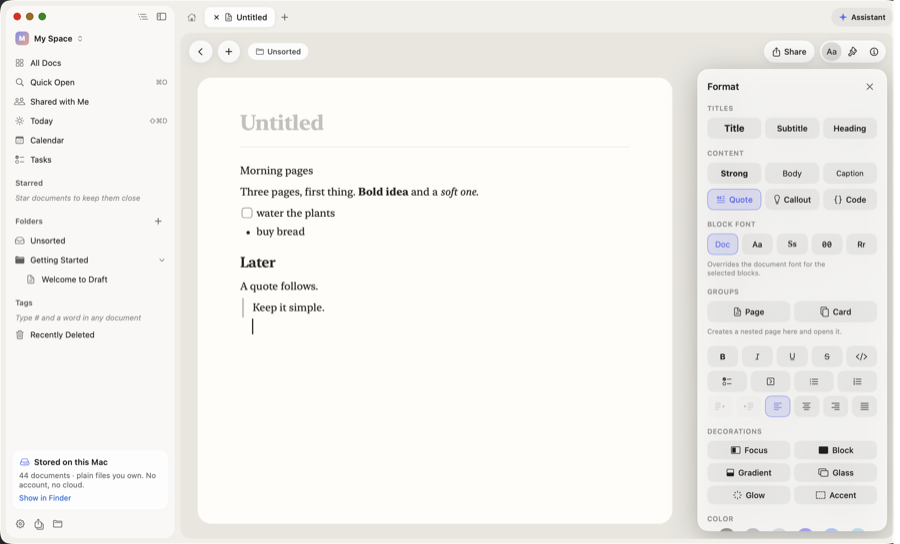 Untitled
Assistant
My Space
Unsorted
Share
Aa
All Docs
Quick Open ⌘O
Shared with Me
Today ⇧⌘D
Calendar
Tasks
Starred
Star documents to keep them close
Folders
Unsorted
Getting Started
Welcome to Draft
Tags
Type # and a word in any document
Recently Deleted
Stored on this Mac
44 documents · plain files you own. No
account, no cloud.
Show in Finder
Untitled
Morning pages
Three pages, first thing. Bold idea and a soft one.
water the plants
• buy bread
Later
A quote follows.
Keep it simple.
Format
TITLES
Title Subtitle Heading
CONTENT
Strong Body Caption
Quote Callout {} Code
BLOCK FONT
Doc Aa Ss 00 Rr
Overrides the document font for the
selected blocks.
GROUPS
Page Card
Creates a nested page here and opens it.
B I U S </>
DECORATIONS
Focus Block
Gradient Glass
Glow Accent
COLOR